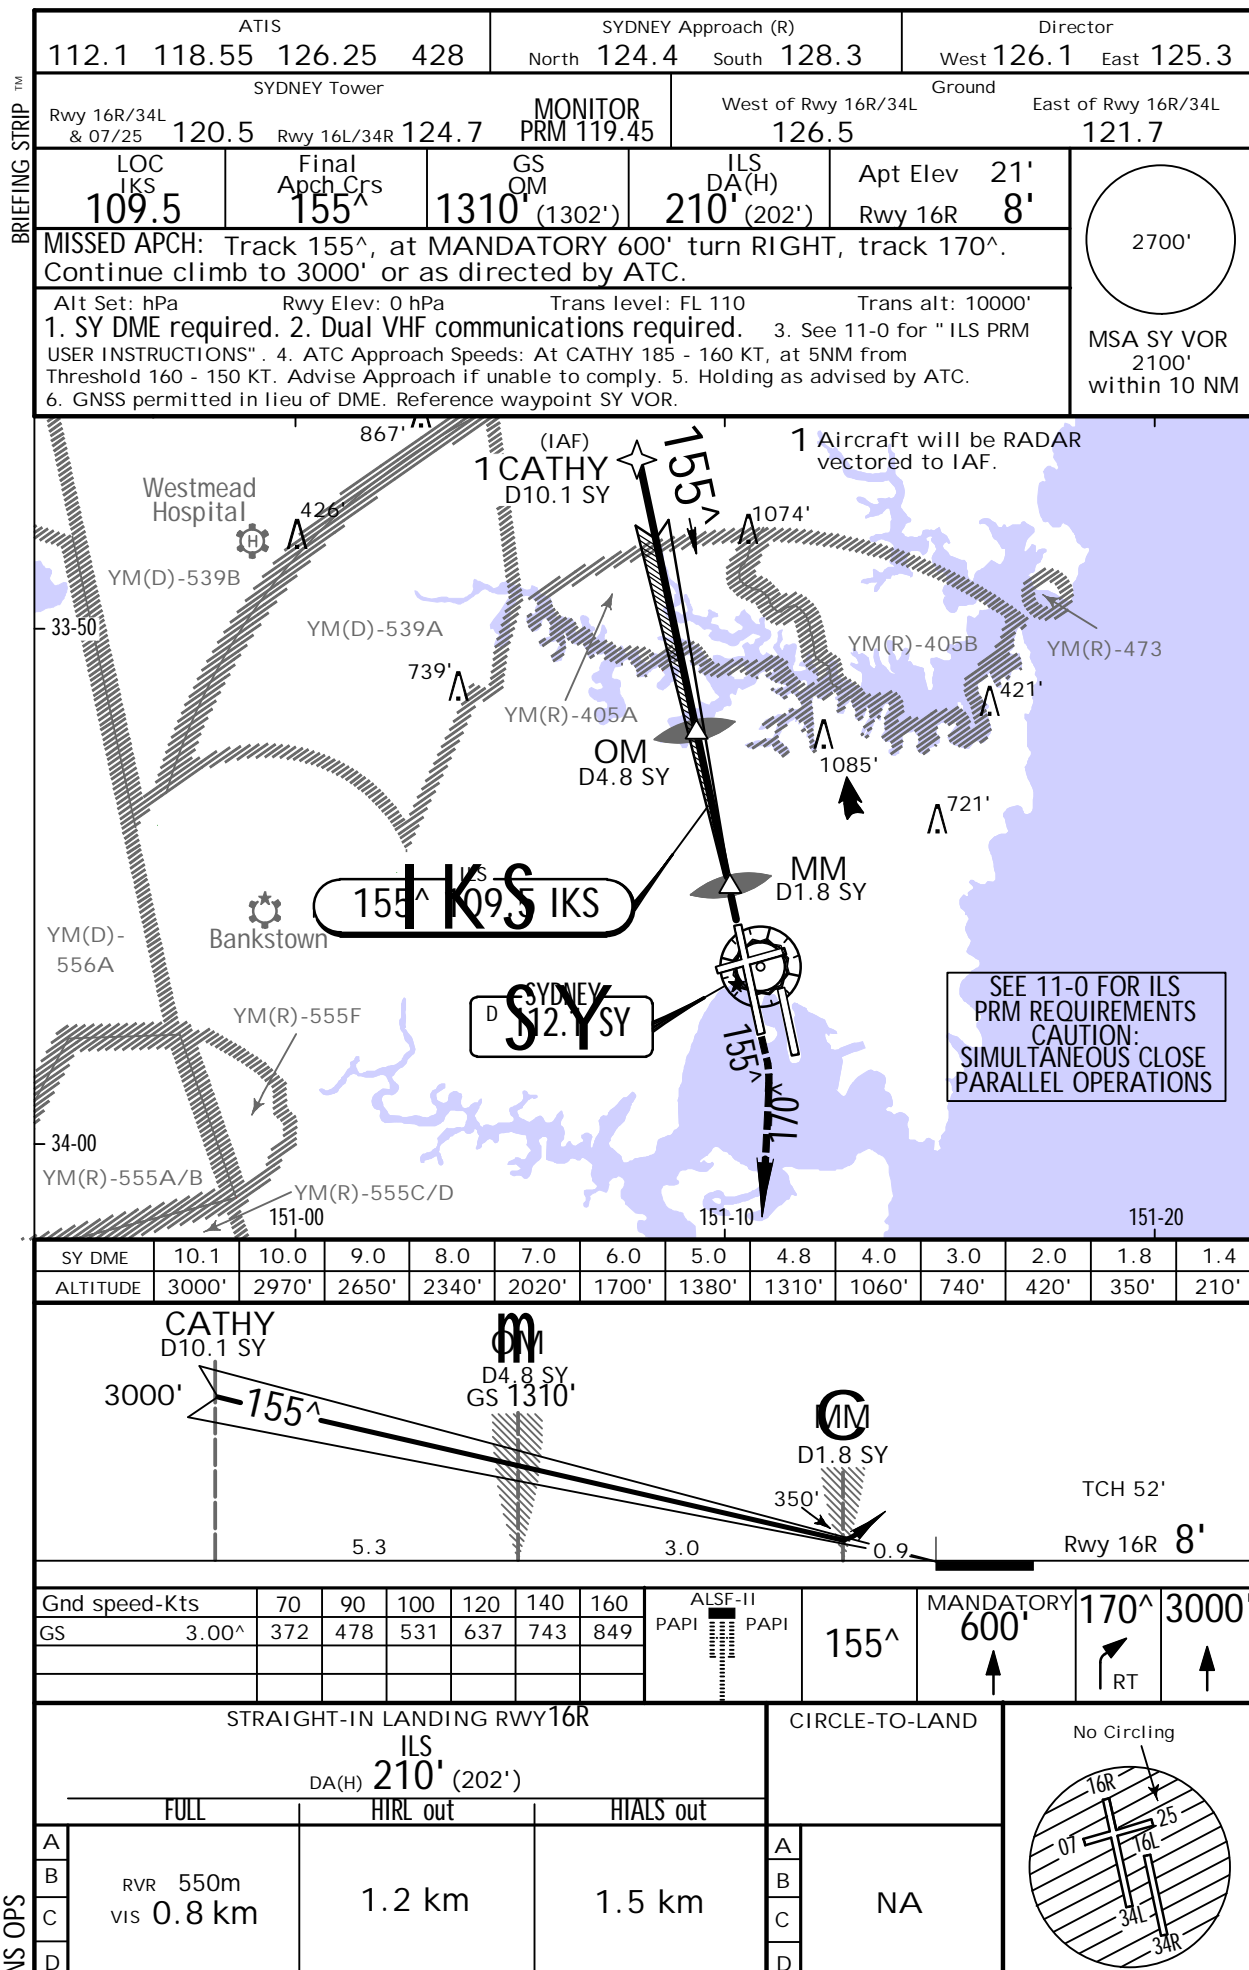 BRIEFING STRIP TM
ATIS
112.1 118.55 126.25 428
SYDNEY Approach (R)
North 124.4 South 128.3
Director
West 126.1 East 125.3
SYDNEY Tower
Rwy 16R/34L
& 07/25 120.5 Rwy 16L/34R 124.7
MONITOR
PRM 119.45
Ground
West of Rwy 16R/34L
126.5
East of Rwy 16R/34L
121.7
LOC
IKS
109.5
Final
Apch Crs
155^
GS
OM
1310' (1302')
ILS
DA(H)
210' (202')
Apt Elev 21'
Rwy 16R 8'
MISSED APCH: Track 155^, at MANDATORY 600' turn RIGHT, track 170^.
Continue climb to 3000' or as directed by ATC.
Alt Set: hPa Rwy Elev: 0 hPa Trans level: FL 110 Trans alt: 10000'
1. SY DME required. 2. Dual VHF communications required. 3. See 11-0 for "ILS PRM
USER INSTRUCTIONS". 4. ATC Approach Speeds: At CATHY 185 - 160 KT, at 5NM from
Threshold 160 - 150 KT. Advise Approach if unable to comply. 5. Holding as advised by ATC.
6. GNSS permitted in lieu of DME. Reference waypoint SY VOR.
2700'
MSA SY VOR
2100'
within 10 NM
867'
(IAF)
1 CATHY
D10.1 SY
155^
1 Aircraft will be RADAR
vectored to IAF.
Westmead
Hospital
H
426'
1074'
YM(D)-539B
33-50
YM(D)-539A
YM(R)-405B
YM(R)-473
739'
421'
YM(R)-405A
OM
D4.8 SY
1085'
721'
MM
D1.8 SY
ILS
155^ 109.5 IKS
IKS
Bankstown
YM(D)-
556A
SYDNEY
D 112.1 SY
SY
SEE 11-0 FOR ILS
PRM REQUIREMENTS
CAUTION:
SIMULTANEOUS CLOSE
PARALLEL OPERATIONS
YM(R)-555F
155^
170^
34-00
YM(R)-555A/B
YM(R)-555C/D
151-00
151-10
151-20
SY DME 10.1 10.0 9.0 8.0 7.0 6.0 5.0 4.8 4.0 3.0 2.0 1.8 1.4
ALTITUDE 3000' 2970' 2650' 2340' 2020' 1700' 1380' 1310' 1060' 740' 420' 350' 210'
CATHY
D10.1 SY
m
OM
D4.8 SY
GS 1310'
3000'
155^
C
MM
D1.8 SY
350'
TCH 52'
5.3
3.0
0.9
Rwy 16R 8'
Gnd speed-Kts 70 90 100 120 140 160
GS 3.00^ 372 478 531 637 743 849
ALSF-II
PAPI PAPI
155^
MANDATORY
600'
170^
RT
3000'
STRAIGHT-IN LANDING RWY 16R
ILS
DA(H) 210' (202')
FULL HIRL out HIALS out
CIRCLE-TO-LAND
A
B
C
D
RVR 550m
VIS 0.8 km
1.2 km
1.5 km
A
B
C
D
NA
No Circling
16R
25
07
16L
34L
34R
NS OPS